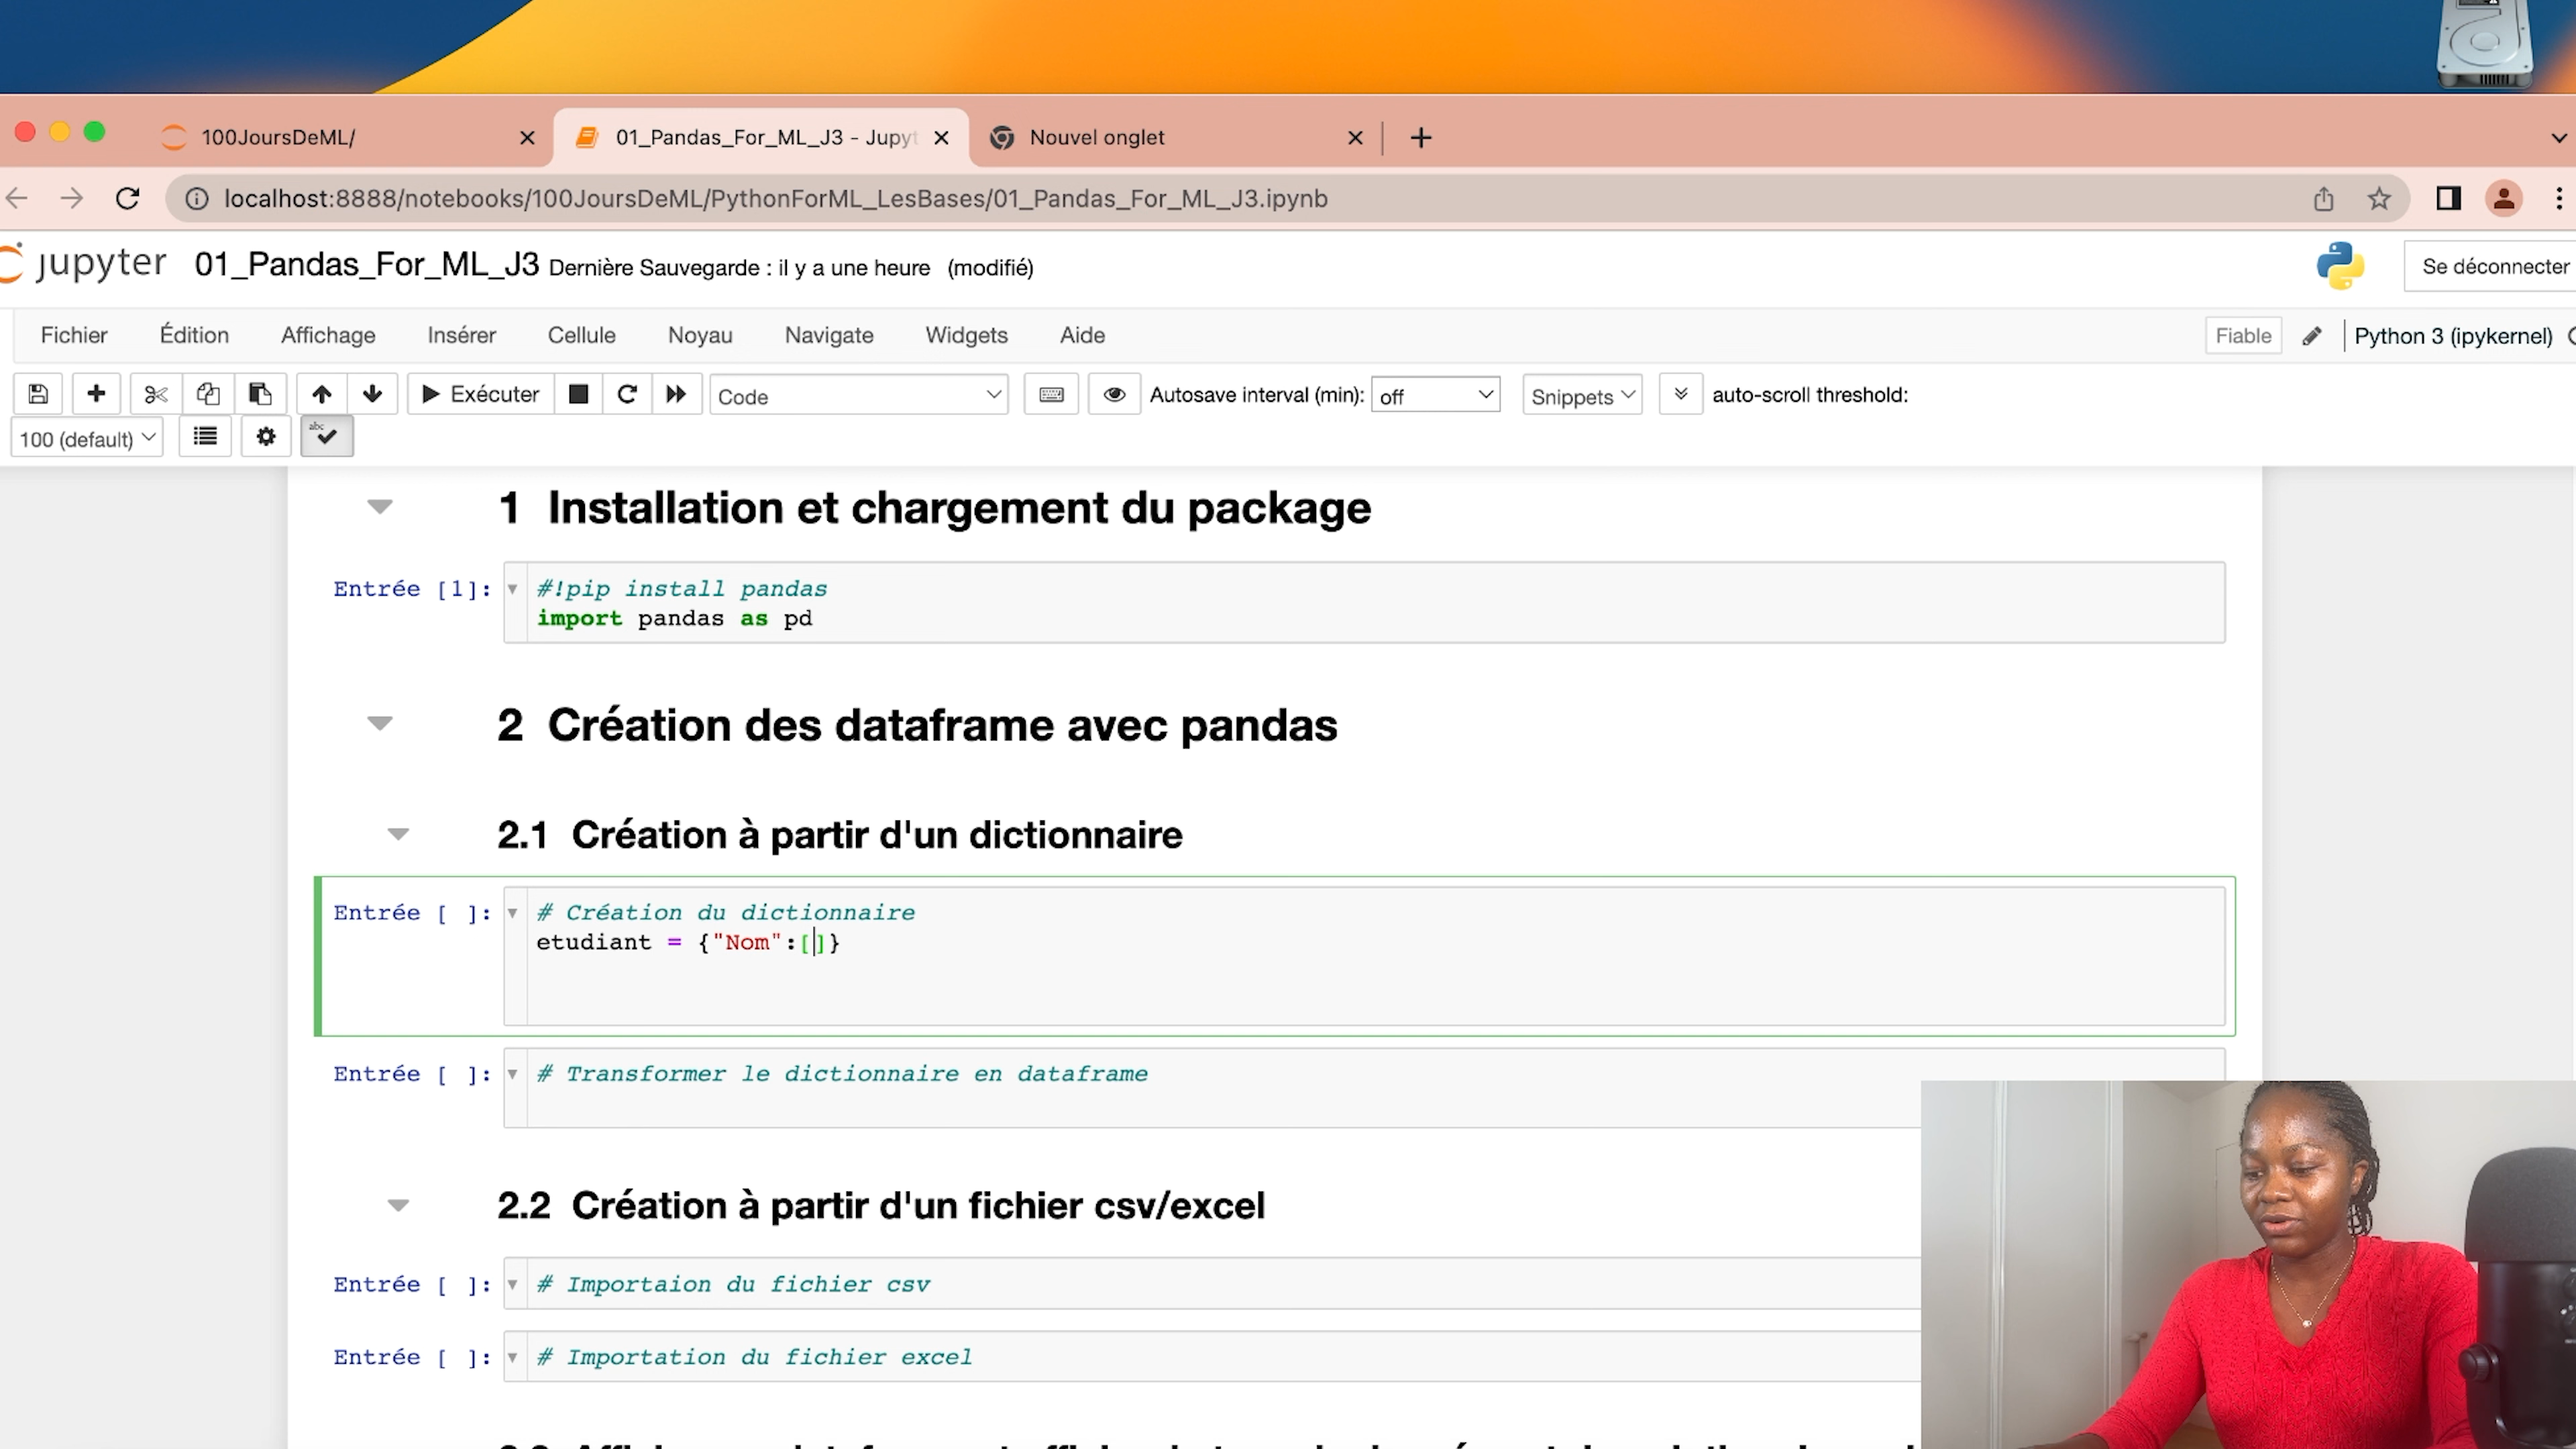 100JoursDeML/
01_Pandas_For_ML_J3 - Jupyt
Nouvel onglet
localhost:8888/notebooks/100JoursDeML/PythonForML_LesBases/01_Pandas_For_ML_J3.ipynb
jupyter 01_Pandas_For_ML_J3 Dernière Sauvegarde : il y a une heure (modifié)
Se déconnecter
Fichier Édition Affichage Insérer Cellule Noyau Navigate Widgets Aide
Fiable Python 3 (ipykernel)
Exécuter Code Autosave interval (min): off Snippets auto-scroll threshold:
100 (default) abc
1 Installation et chargement du package
Entrée [1]: #!pip install pandas
import pandas as pd
2 Création des dataframe avec pandas
2.1 Création à partir d'un dictionnaire
Entrée [ ]: # Création du dictionnaire
etudiant = {"Nom":[]}
Entrée [ ]: # Transformer le dictionnaire en dataframe
2.2 Création à partir d'un fichier csv/excel
Entrée [ ]: # Importaion du fichier csv
Entrée [ ]: # Importation du fichier excel